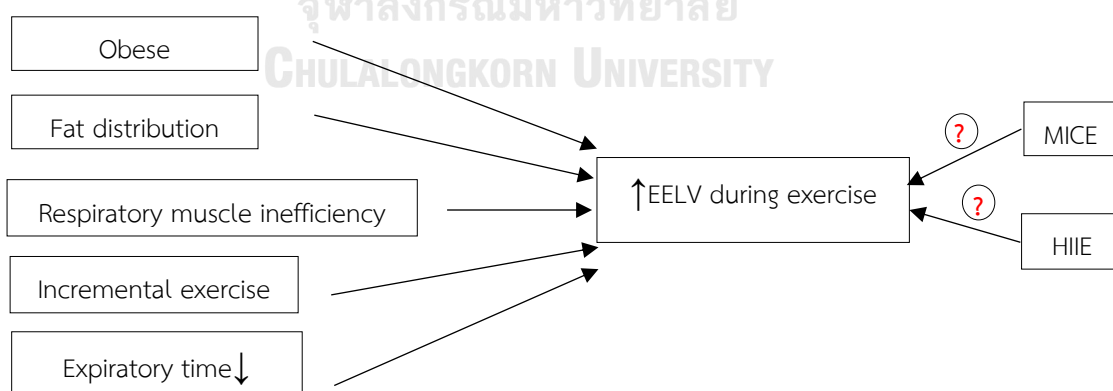 จุฬาลงกรณ์มหาวิทยาลัย
CHULALONGKORN UNIVERSITY
Obese
Fat distribution
Respiratory muscle inefficiency
Incremental exercise
Expiratory time↓
↑EELV during exercise
?
MICE
?
HIIE